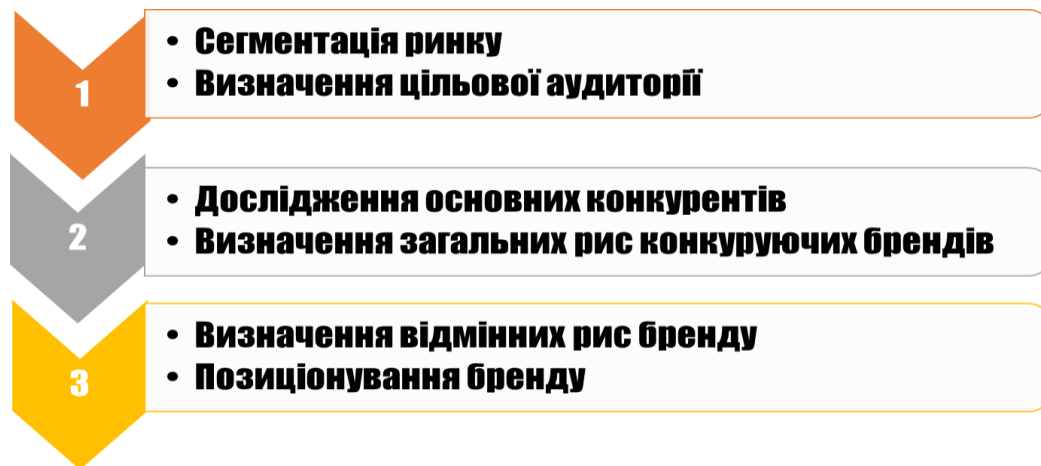 1
• Сегментація ринку
• Визначення цільової аудиторії
2
• Дослідження основних конкурентів
• Визначення загальних рис конкуруючих брендів
3
• Визначення відмінних рис бренду
• Позиціонування бренду